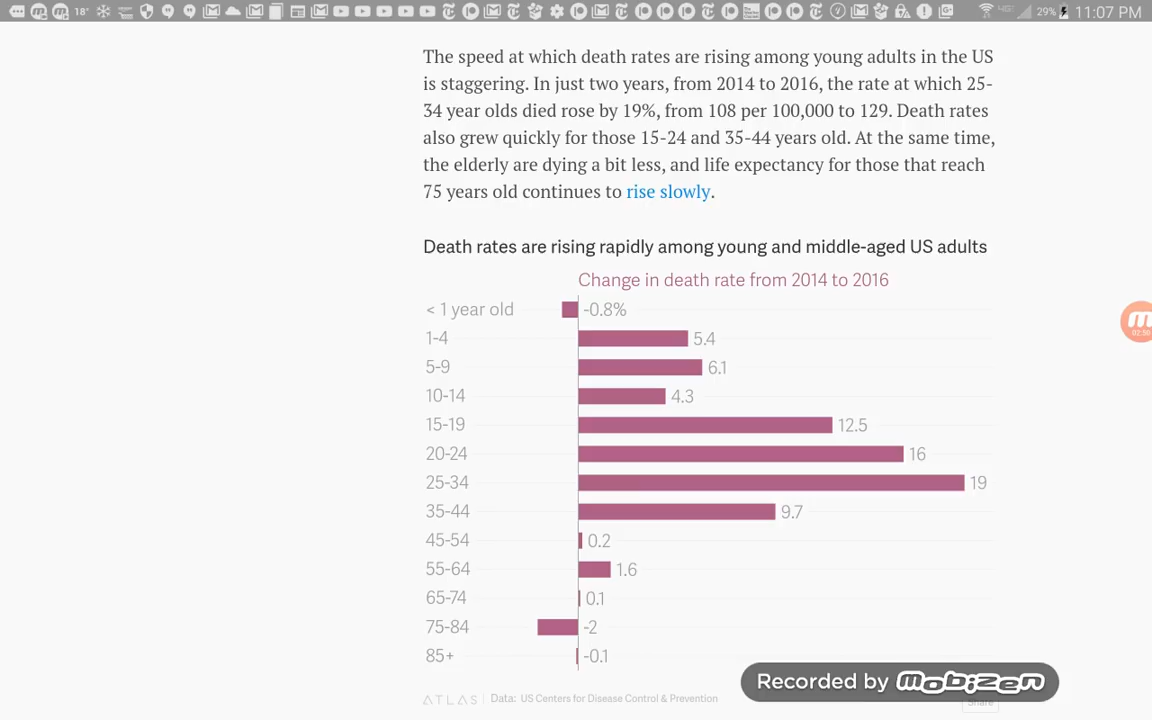 18° 29% 11:07 PM
The speed at which death rates are rising among young adults in the US
is staggering. In just two years, from 2014 to 2016, the rate at which 25-
34 year olds died rose by 19%, from 108 per 100,000 to 129. Death rates
also grew quickly for those 15-24 and 35-44 years old. At the same time,
the elderly are dying a bit less, and life expectancy for those that reach
75 years old continues to rise slowly.
Death rates are rising rapidly among young and middle-aged US adults
Change in death rate from 2014 to 2016
< 1 year old -0.8%
1-4 5.4
5-9 6.1
10-14 4.3
15-19 12.5
20-24 16
25-34 19
35-44 9.7
45-54 0.2
55-64 1.6
65-74 0.1
75-84 -2
85+ -0.1
Recorded by mobizen
ATLAS | Data: US Centers for Disease Control & Prevention
Share